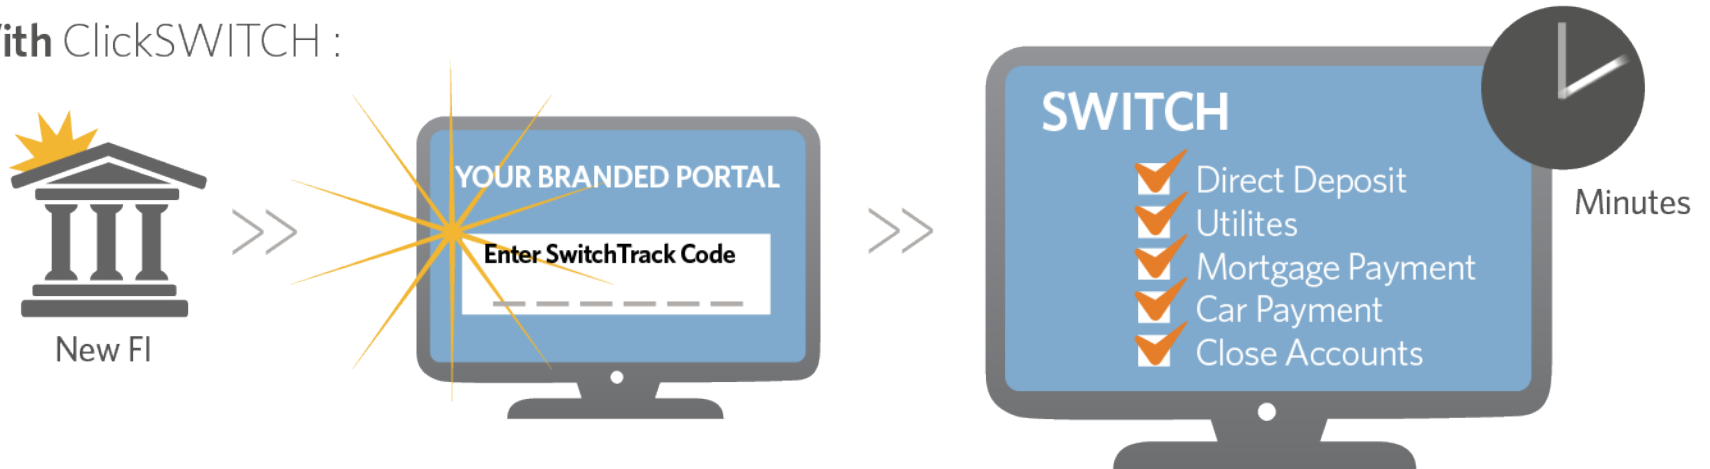 ith ClickSWITCH :
New FI
YOUR BRANDED PORTAL
Enter SwitchTrack Code
SWITCH
Direct Deposit
Utilites
Mortgage Payment
Car Payment
Close Accounts
Minutes